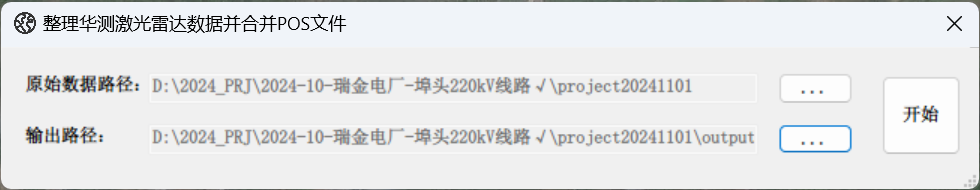 整理华测激光雷达数据并合并POS文件
原始数据路径： D:\2024_PRJ\2024-10-瑞金电厂-埠头220kV线路√\project20241101 ...
开始
输出路径： D:\2024_PRJ\2024-10-瑞金电厂-埠头220kV线路√\project20241101\output ...